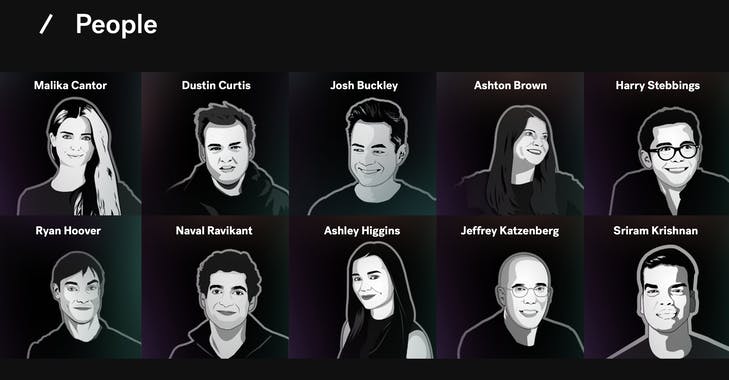 / People
Malika Cantor Dustin Curtis Josh Buckley Ashton Brown Harry Stebbings
Ryan Hoover Naval Ravikant Ashley Higgins Jeffrey Katzenberg Sriram Krishnan